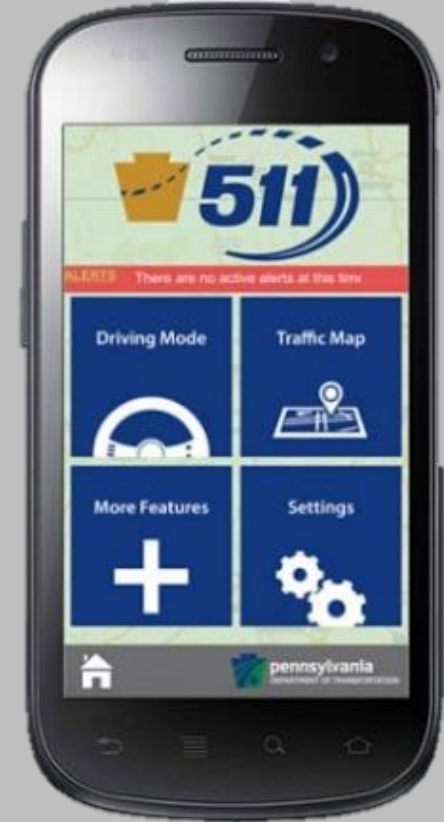 511
ALERTS There are no active alerts at this time
Driving Mode
Traffic Map
More Features
Settings
pennsylvania
DEPARTMENT OF TRANSPORTATION